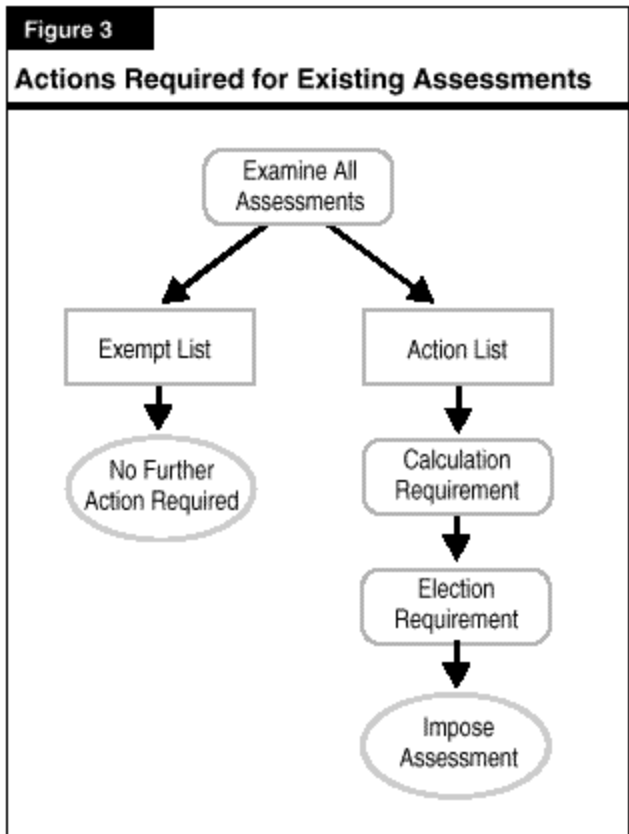 Figure 3
Actions Required for Existing Assessments
Examine All
Assessments
Exempt List
Action List
No Further
Action Required
Calculation
Requirement
Election
Requirement
Impose
Assessment